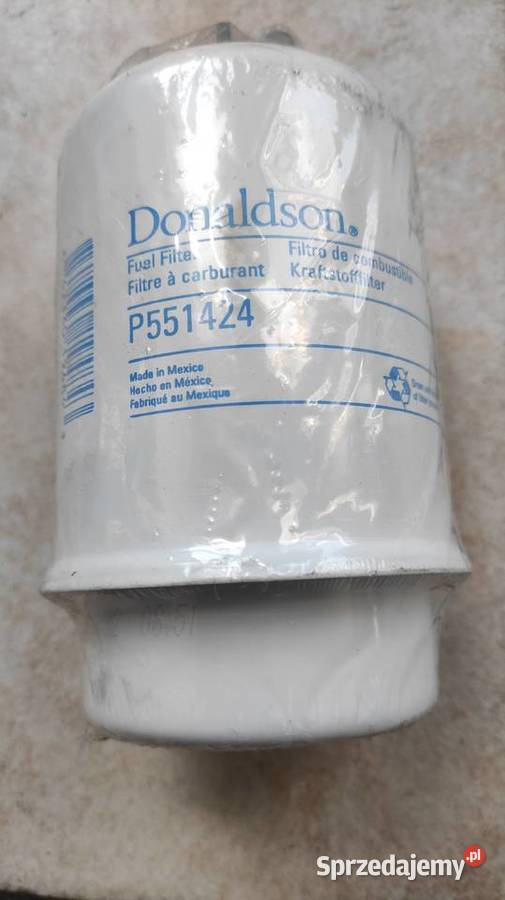 Donaldson®
Fuel Filter
Filtre à carburant
Filtro de combustible
Kraftstofffilter
P551424
Made in Mexico
Hecho en México
Fabriqué au Mexique
Sprzedajemy.pl